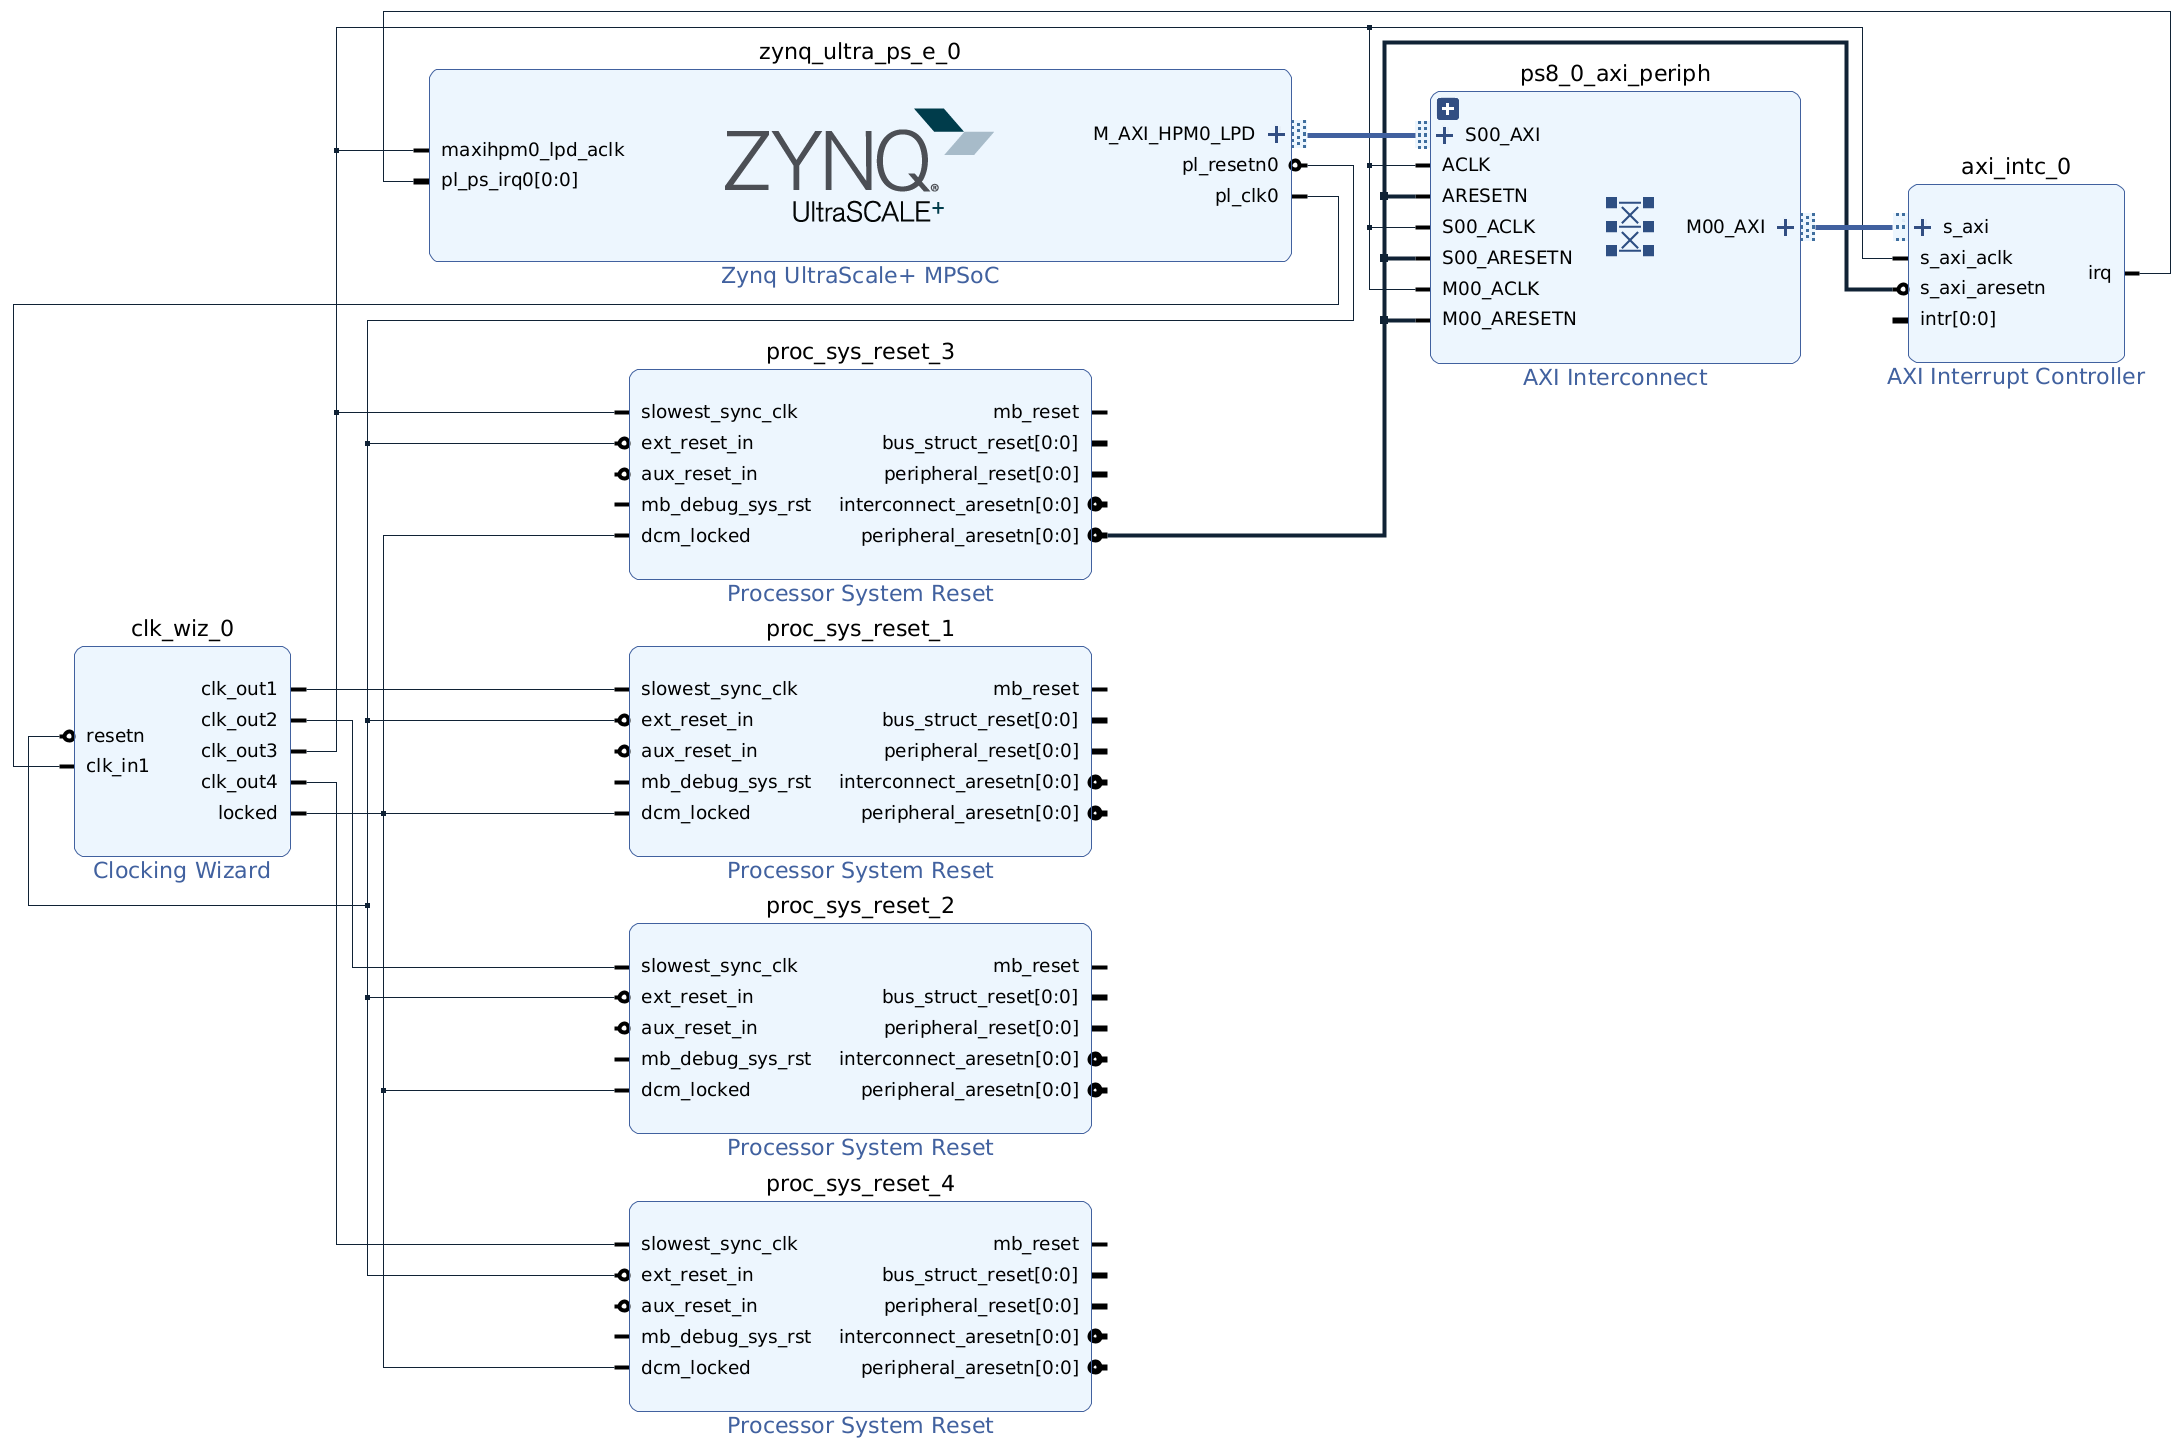 zynq_ultra_ps_e_0
maxihpm0_lpd_aclk
pl_ps_irq0[0:0]
ZYNQ®
UltraSCALE+
M_AXI_HPM0_LPD
pl_resetn0
pl_clk0
Zynq UltraScale+ MPSoC
ps8_0_axi_periph
S00_AXI
ACLK
ARESETN
S00_ACLK
S00_ARESETN
M00_ACLK
M00_ARESETN
M00_AXI
AXI Interconnect
axi_intc_0
s_axi
s_axi_aclk
s_axi_aresetn
intr[0:0]
irq
AXI Interrupt Controller
proc_sys_reset_3
slowest_sync_clk
ext_reset_in
aux_reset_in
mb_debug_sys_rst
dcm_locked
mb_reset
bus_struct_reset[0:0]
peripheral_reset[0:0]
interconnect_aresetn[0:0]
peripheral_aresetn[0:0]
Processor System Reset
clk_wiz_0
resetn
clk_in1
clk_out1
clk_out2
clk_out3
clk_out4
locked
Clocking Wizard
proc_sys_reset_1
slowest_sync_clk
ext_reset_in
aux_reset_in
mb_debug_sys_rst
dcm_locked
mb_reset
bus_struct_reset[0:0]
peripheral_reset[0:0]
interconnect_aresetn[0:0]
peripheral_aresetn[0:0]
Processor System Reset
proc_sys_reset_2
slowest_sync_clk
ext_reset_in
aux_reset_in
mb_debug_sys_rst
dcm_locked
mb_reset
bus_struct_reset[0:0]
peripheral_reset[0:0]
interconnect_aresetn[0:0]
peripheral_aresetn[0:0]
Processor System Reset
proc_sys_reset_4
slowest_sync_clk
ext_reset_in
aux_reset_in
mb_debug_sys_rst
dcm_locked
mb_reset
bus_struct_reset[0:0]
peripheral_reset[0:0]
interconnect_aresetn[0:0]
peripheral_aresetn[0:0]
Processor System Reset